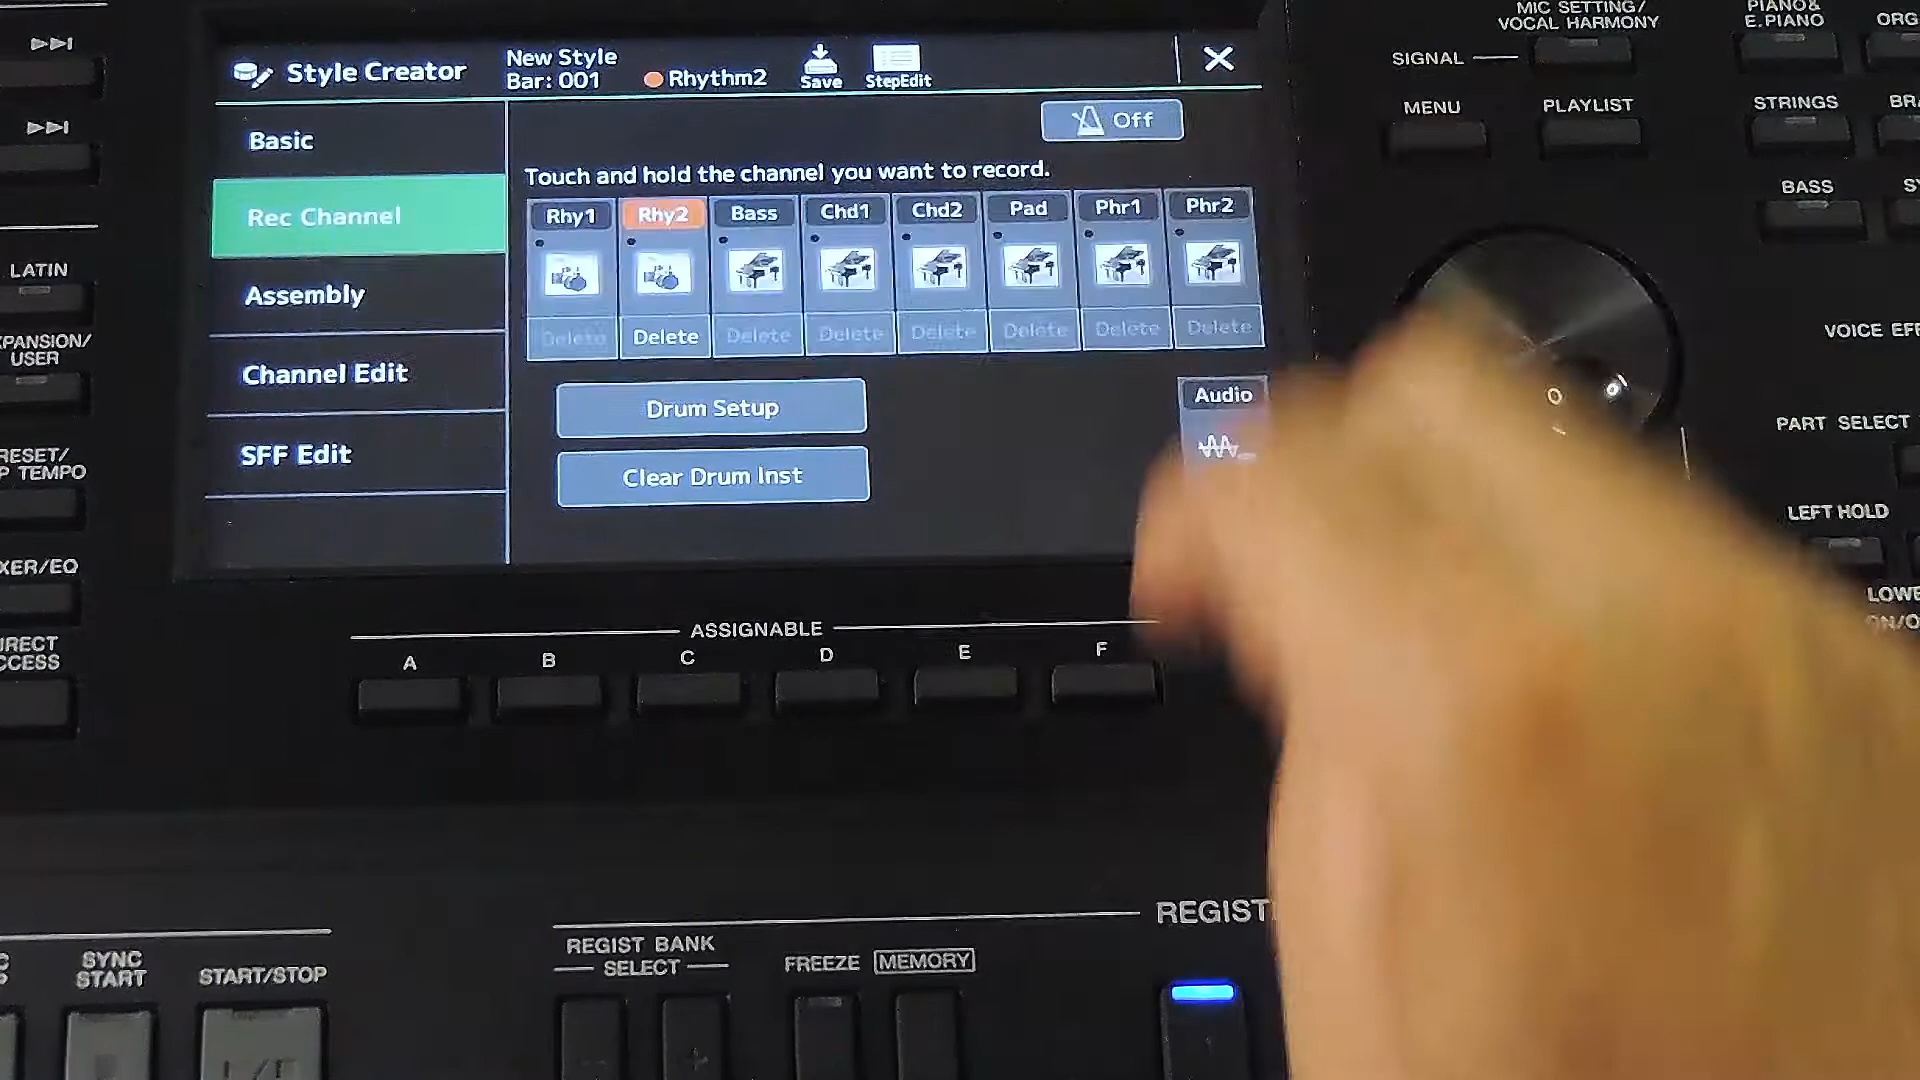 MIC SETTING/
VOCAL HARMONY
PIANO&
E.PIANO
SIGNAL
MENU
PLAYLIST
STRINGS
BASS
VOICE
PART SELECT
LEFT HOLD
Style Creator
New Style
Bar: 001
Rhythm2
Save
StepEdit
Off
Basic
Rec Channel
Assembly
Channel Edit
SFF Edit
Touch and hold the channel you want to record.
Rhy1 Rhy2 Bass Chd1 Chd2 Pad Phr1 Phr2
Delete Delete Delete Delete Delete Delete Delete Delete
Drum Setup
Clear Drum Inst
Audio
LATIN
XPANSION/
USER
RESET/
P TEMPO
XER/EQ
IRECT
CCESS
ASSIGNABLE
A B C D E F
SYNC
START
START/STOP
REGIST BANK
SELECT
FREEZE
MEMORY
REGIST